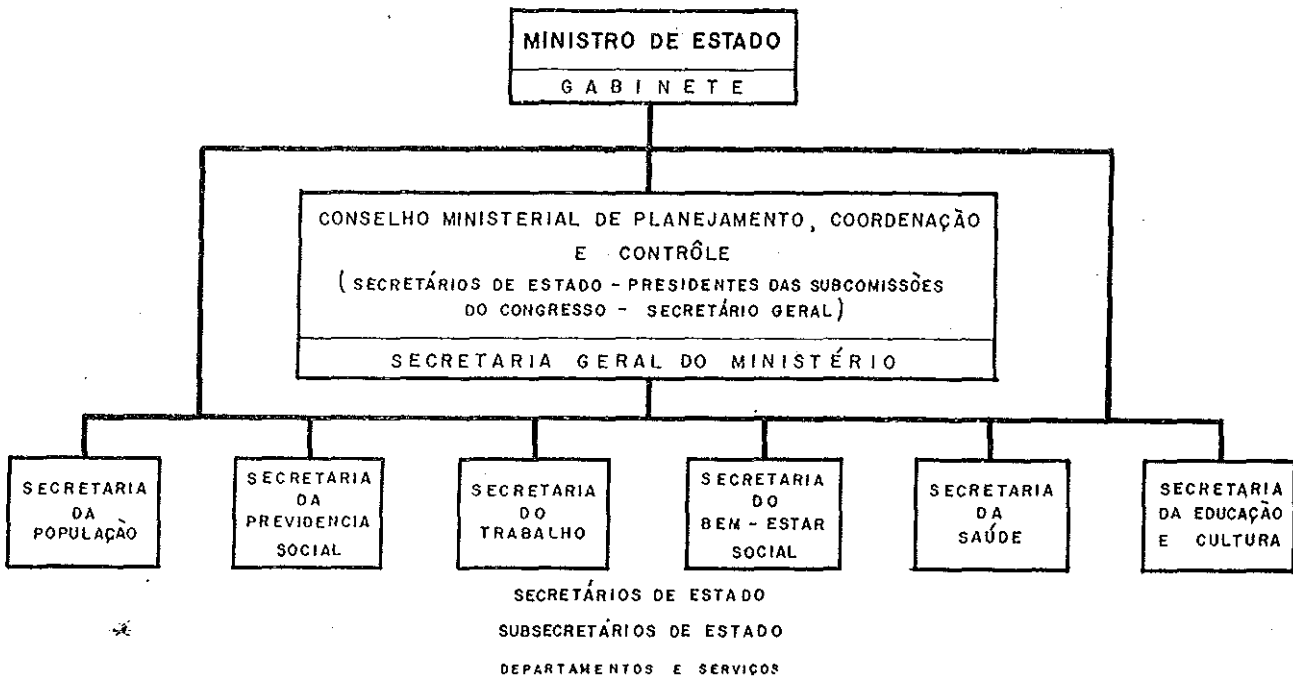 MINISTRO DE ESTADO
GABINETE
CONSELHO MINISTERIAL DE PLANEJAMENTO, COORDENAÇÃO
E CONTRÔLE
(SECRETÁRIOS DE ESTADO - PRESIDENTES DAS SUBCOMISSÕES
DO CONGRESSO - SECRETÁRIO GERAL)
SECRETARIA GERAL DO MINISTÉRIO
SECRETARIA
DA
POPULAÇÃO
SECRETARIA
DA
PREVIDENCIA
SOCIAL
SECRETARIA
DO
TRABALHO
SECRETARIA
DO
BEM-ESTAR
SOCIAL
SECRETARIA
DA
SAÚDE
SECRETARIA
DA EDUCAÇÃO
E CULTURA
SECRETÁRIOS DE ESTADO
SUBSECRETÁRIOS DE ESTADO
DEPARTAMENTOS E SERVIÇOS